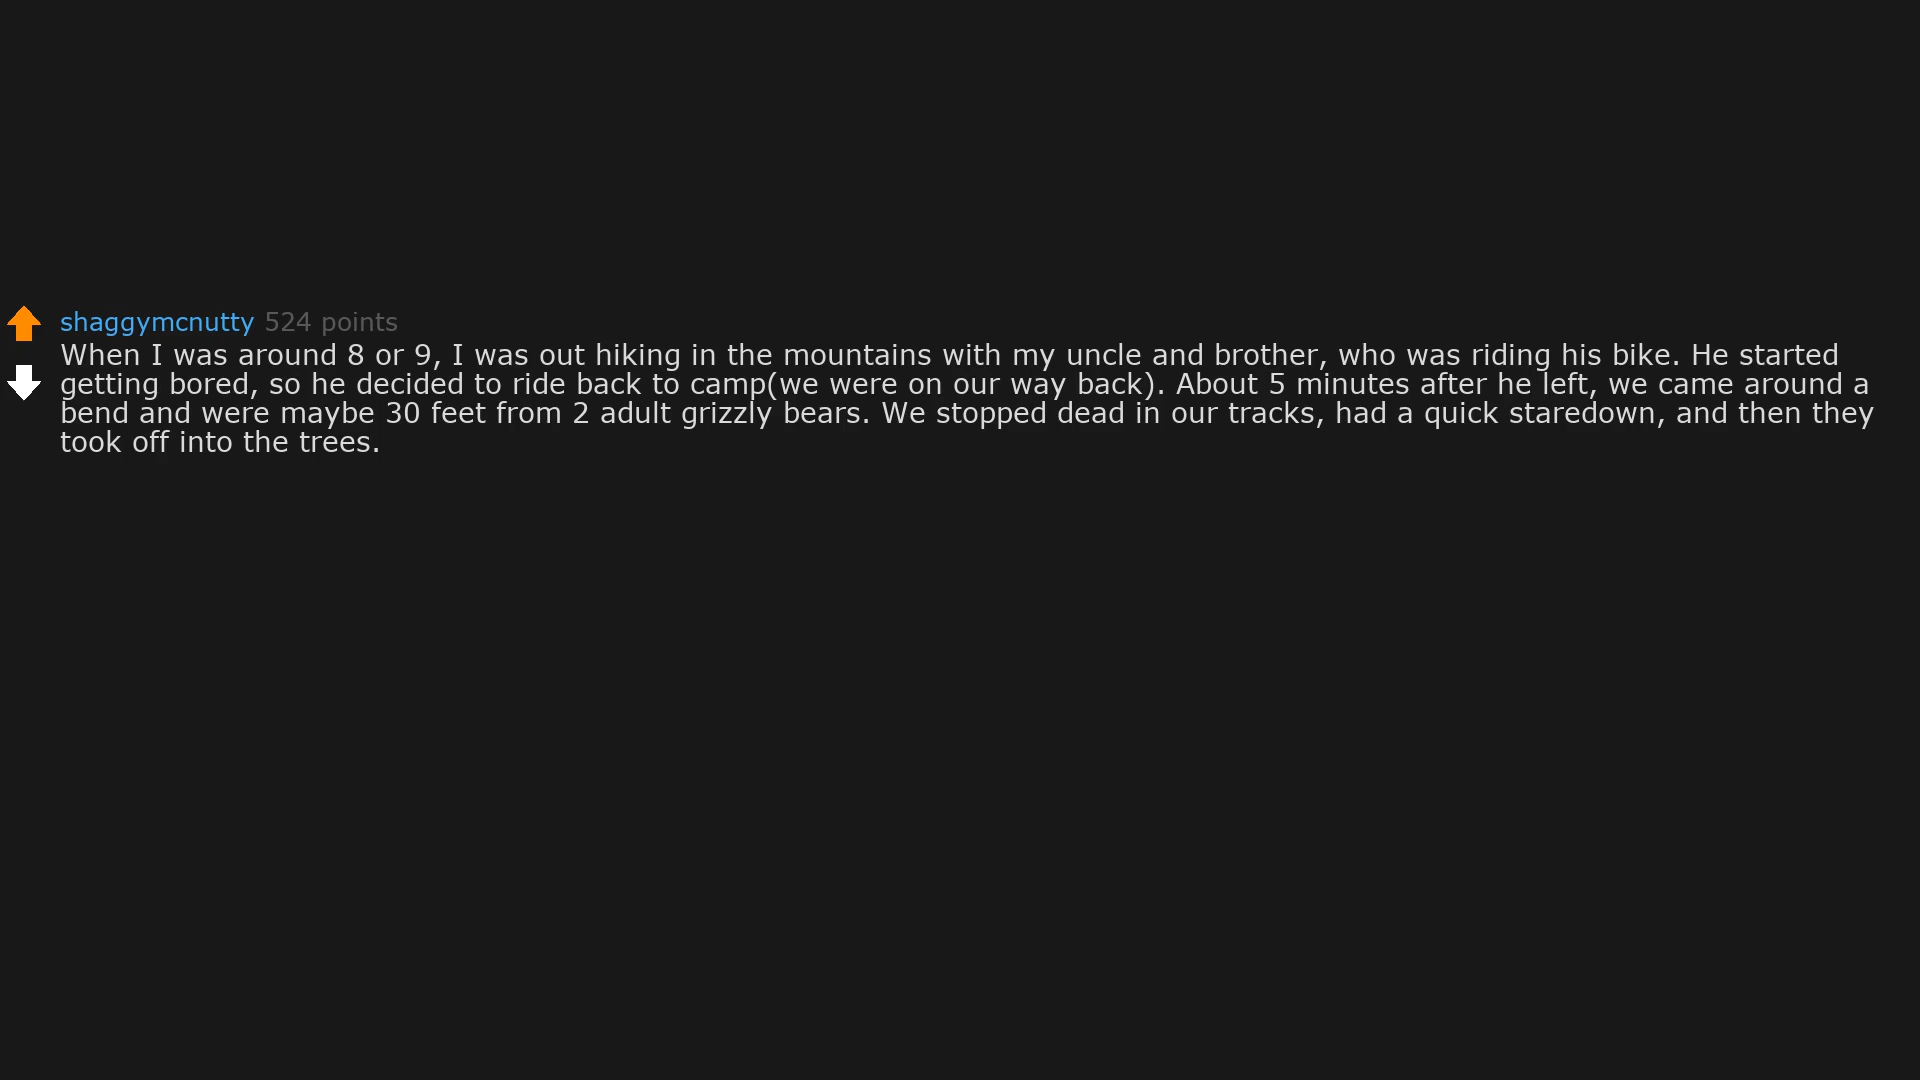 shaggymcnutty 524 points
When I was around 8 or 9, I was out hiking in the mountains with my uncle and brother, who was riding his bike. He started
getting bored, so he decided to ride back to camp(we were on our way back). About 5 minutes after he left, we came around a
bend and were maybe 30 feet from 2 adult grizzly bears. We stopped dead in our tracks, had a quick staredown, and then they
took off into the trees.